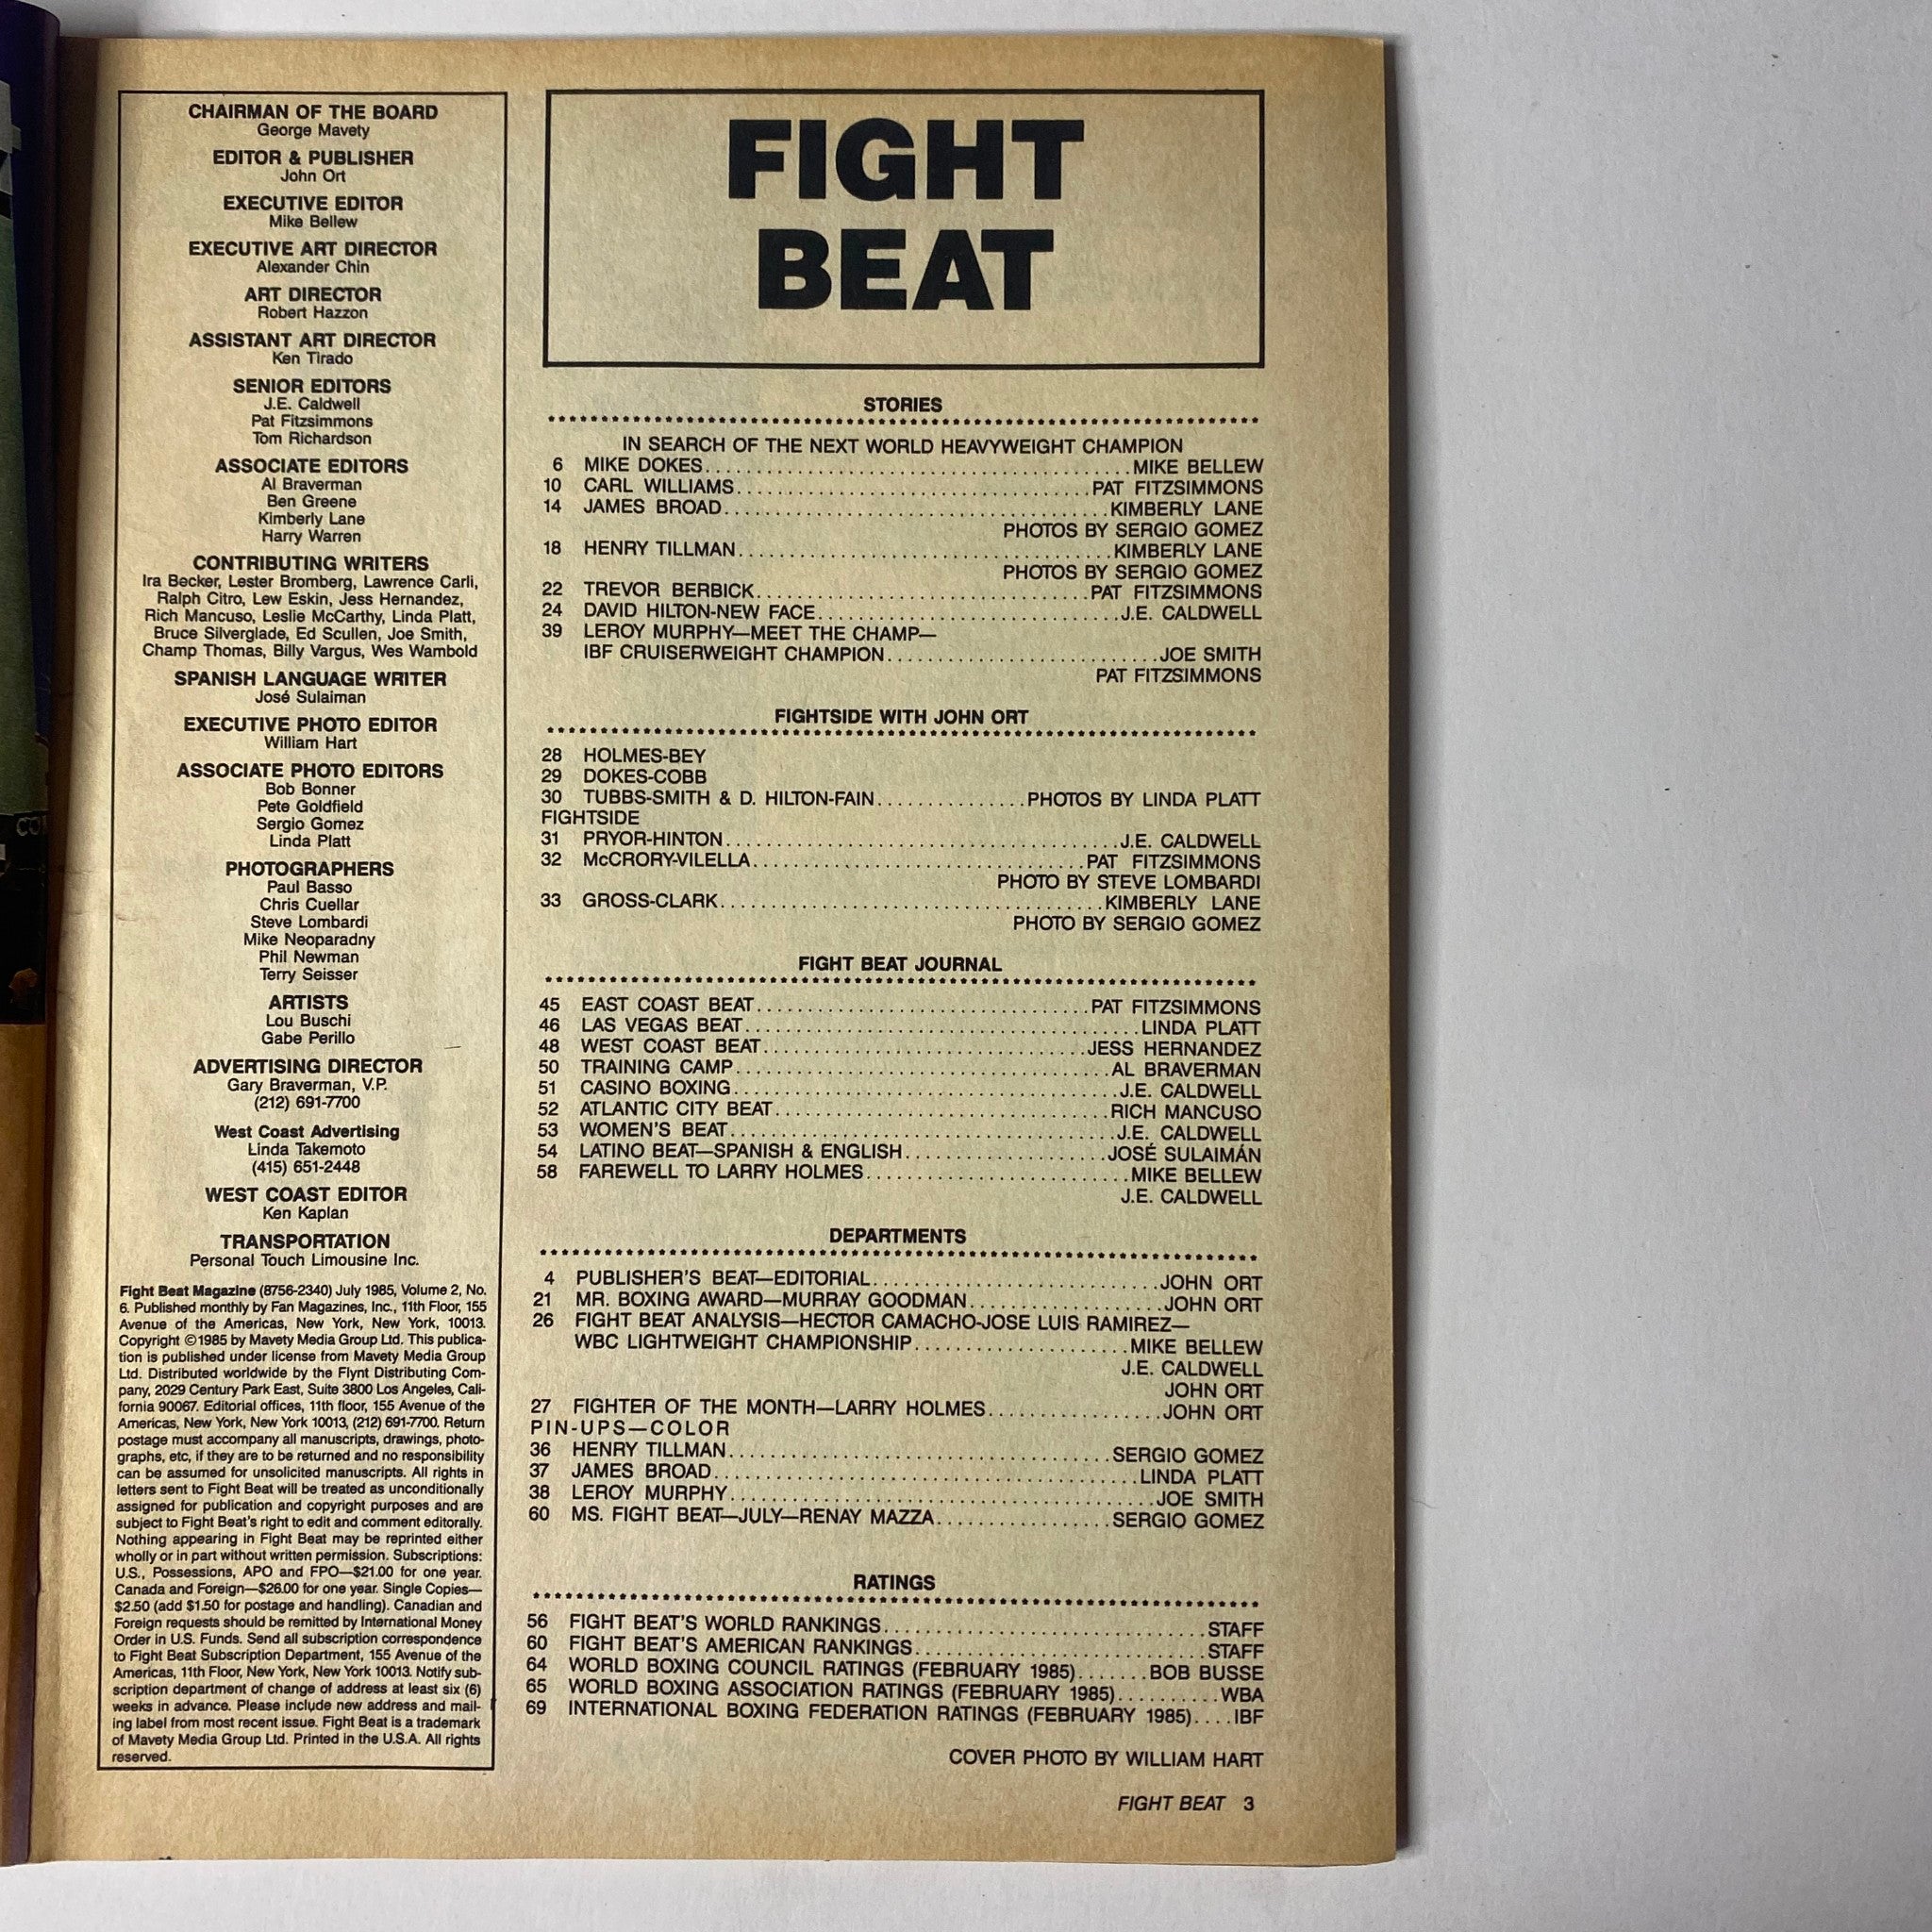 CHAIRMAN OF THE BOARD
George Mavety
EDITOR & PUBLISHER
John Ort
EXECUTIVE EDITOR
Mike Bellew
EXECUTIVE ART DIRECTOR
Alexander Chin
ART DIRECTOR
Robert Hazzon
ASSISTANT ART DIRECTOR
Ken Tirado
SENIOR EDITORS
J.E. Caldwell
Pat Fitzsimmons
Tom Richardson
ASSOCIATE EDITORS
Al Braverman
Ben Greene
Kimberly Lane
Harry Warren
CONTRIBUTING WRITERS
Ira Becker, Lester Bromberg, Lawrence Carli,
Ralph Citro, Lew Eskin, Jess Hernandez,
Rich Mancuso, Leslie McCarthy, Linda Platt,
Bruce Silverglade, Ed Scullen, Joe Smith,
Champ Thomas, Billy Vargus, Wes Wambold
SPANISH LANGUAGE WRITER
José Sulaiman
EXECUTIVE PHOTO EDITOR
William Hart
ASSOCIATE PHOTO EDITORS
Bob Bonner
Pete Goldfield
Sergio Gomez
Linda Platt
PHOTOGRAPHERS
Paul Basso
Chris Cuellar
Steve Lombardi
Mike Neoparadny
Phil Newman
Terry Seisser
ARTISTS
Lou Buschi
Gabe Perillo
ADVERTISING DIRECTOR
Gary Braverman, V.P.
(212) 691-7700
West Coast Advertising
Linda Takemoto
(415) 651-2448
WEST COAST EDITOR
Ken Kaplan
TRANSPORTATION
Personal Touch Limousine Inc.
Fight Beat Magazine (8756-2340) July 1985, Volume 2, No.
6. Published monthly by Fan Magazines, Inc., 11th Floor, 155
Avenue of the Americas, New York, New York, 10013.
Copyright ©1985 by Mavety Media Group Ltd. This publica-
tion is published under license from Mavety Media Group
Ltd. Distributed worldwide by the Flynt Distributing Com-
pany, 2029 Century Park East, Suite 3800 Los Angeles, Cali-
fornia 90067. Editorial offices, 11th floor, 155 Avenue of the
Americas, New York, New York 10013, (212) 691-7700. Return
postage must accompany all manuscripts, drawings, photo-
graphs, etc, if they are to be returned and no responsibility
can be assumed for unsolicited manuscripts. All rights in
letters sent to Fight Beat will be treated as unconditionally
assigned for publication and copyright purposes and are
subject to Fight Beat's right to edit and comment editorally.
Nothing appearing in Fight Beat may be reprinted either
wholly or in part without written permission. Subscriptions:
U.S., Possessions, APO and FPO—$21.00 for one year.
Canada and Foreign—$26.00 for one year. Single Copies—
$2.50 (add $1.50 for postage and handling). Canadian and
Foreign requests should be remitted by International Money
Order in U.S. Funds. Send all subscription correspondence
to Fight Beat Subscription Department, 155 Avenue of the
Americas, 11th Floor, New York, New York 10013. Notify sub-
scription department of change of address at least six (6)
weeks in advance. Please include new address and mail-
ing label from most recent issue. Fight Beat is a trademark
of Mavety Media Group Ltd. Printed in the U.S.A. All rights
reserved.
FIGHT
BEAT
STORIES
IN SEARCH OF THE NEXT WORLD HEAVYWEIGHT CHAMPION
6 MIKE DOKES MIKE BELLEW
10 CARL WILLIAMS PAT FITZSIMMONS
14 JAMES BROAD KIMBERLY LANE
PHOTOS BY SERGIO GOMEZ
18 HENRY TILLMAN KIMBERLY LANE
PHOTOS BY SERGIO GOMEZ
22 TREVOR BERBICK PAT FITZSIMMONS
24 DAVID HILTON-NEW FACE J.E. CALDWELL
39 LEROY MURPHY—MEET THE CHAMP—
IBF CRUISERWEIGHT CHAMPION JOE SMITH
PAT FITZSIMMONS
FIGHTSIDE WITH JOHN ORT
28 HOLMES-BEY
29 DOKES-COBB
30 TUBBS-SMITH & D. HILTON-FAIN PHOTOS BY LINDA PLATT
FIGHTSIDE
31 PRYOR-HINTON J.E. CALDWELL
32 McCRORY-VILELLA PAT FITZSIMMONS
PHOTO BY STEVE LOMBARDI
33 GROSS-CLARK KIMBERLY LANE
PHOTO BY SERGIO GOMEZ
FIGHT BEAT JOURNAL
45 EAST COAST BEAT PAT FITZSIMMONS
46 LAS VEGAS BEAT LINDA PLATT
48 WEST COAST BEAT JESS HERNANDEZ
50 TRAINING CAMP AL BRAVERMAN
51 CASINO BOXING J.E. CALDWELL
52 ATLANTIC CITY BEAT RICH MANCUSO
53 WOMEN'S BEAT J.E. CALDWELL
54 LATINO BEAT—SPANISH & ENGLISH JOSÉ SULAIMÁN
58 FAREWELL TO LARRY HOLMES MIKE BELLEW
J.E. CALDWELL
DEPARTMENTS
4 PUBLISHER'S BEAT—EDITORIAL JOHN ORT
21 MR. BOXING AWARD—MURRAY GOODMAN JOHN ORT
26 FIGHT BEAT ANALYSIS—HECTOR CAMACHO-JOSE LUIS RAMIREZ—
WBC LIGHTWEIGHT CHAMPIONSHIP MIKE BELLEW
J.E. CALDWELL
JOHN ORT
27 FIGHTER OF THE MONTH—LARRY HOLMES JOHN ORT
PIN-UPS—COLOR
36 HENRY TILLMAN SERGIO GOMEZ
37 JAMES BROAD LINDA PLATT
38 LEROY MURPHY JOE SMITH
60 MS. FIGHT BEAT—JULY—RENAY MAZZA SERGIO GOMEZ
RATINGS
56 FIGHT BEAT'S WORLD RANKINGS STAFF
60 FIGHT BEAT'S AMERICAN RANKINGS STAFF
64 WORLD BOXING COUNCIL RATINGS (FEBRUARY 1985) BOB BUSSE
65 WORLD BOXING ASSOCIATION RATINGS (FEBRUARY 1985) WBA
69 INTERNATIONAL BOXING FEDERATION RATINGS (FEBRUARY 1985) IBF
COVER PHOTO BY WILLIAM HART
FIGHT BEAT 3